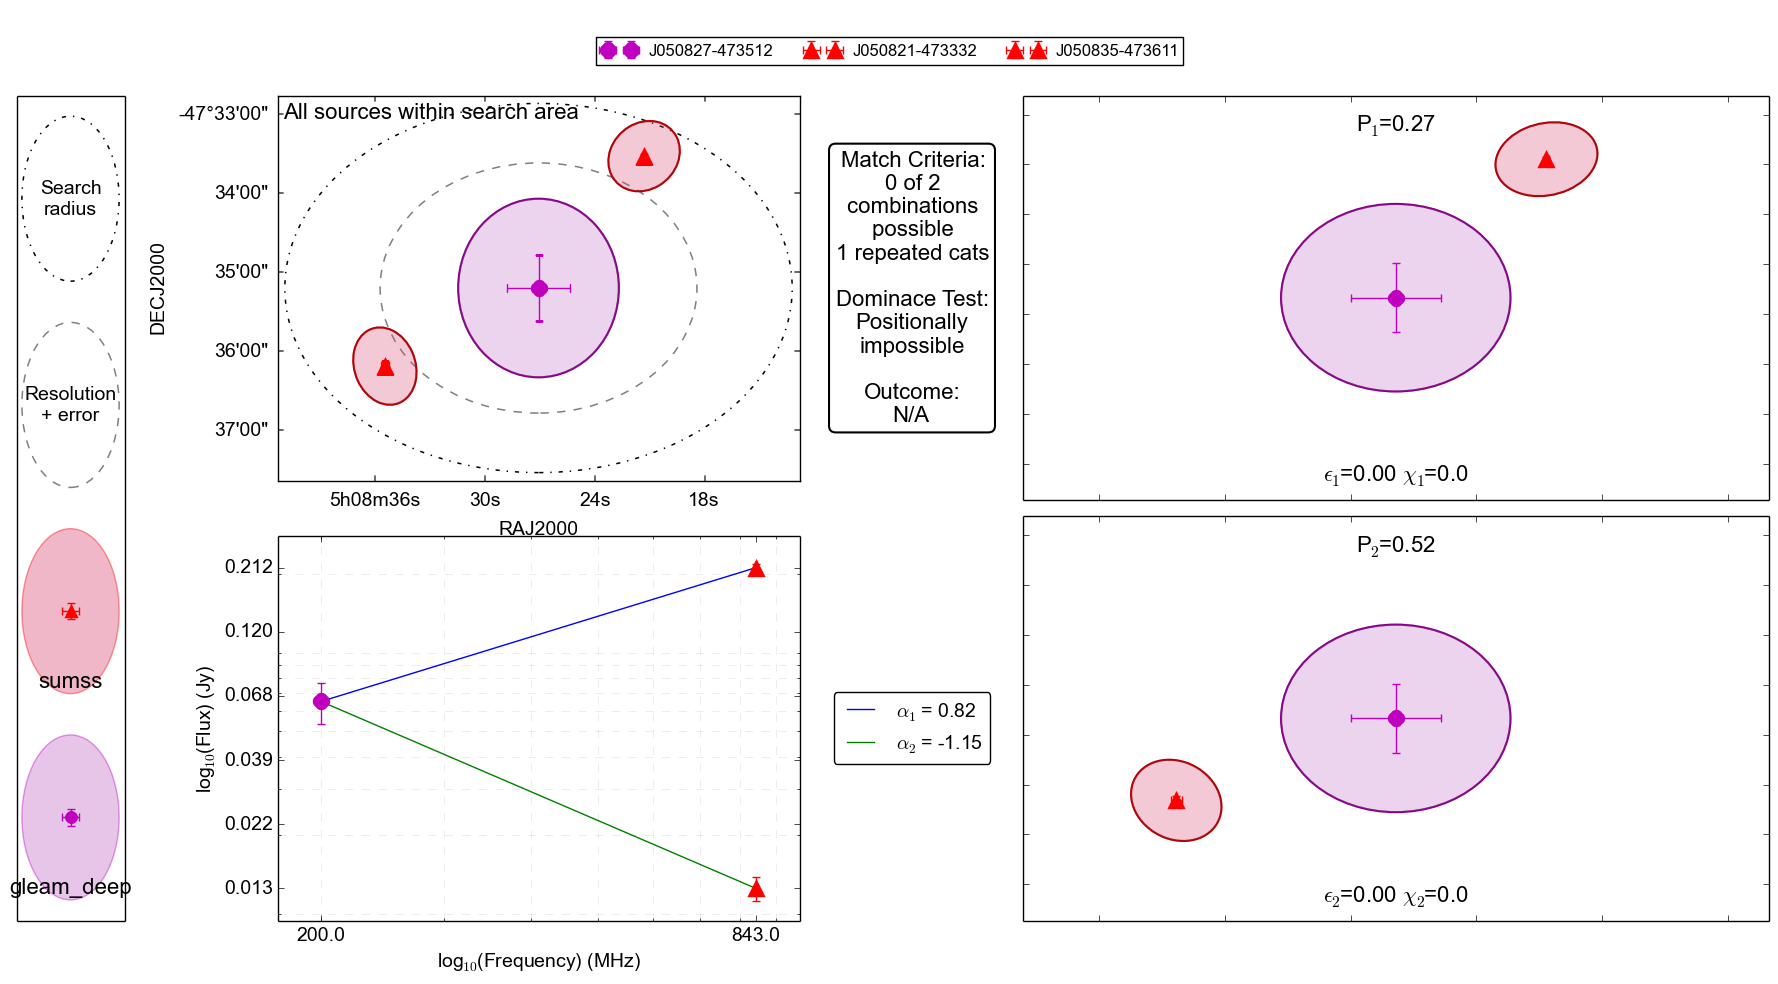 J050827-473512
J050821-473332
J050835-473611
Search
radius
Resolution
+ error
sumss
gleam_deep
All sources within search area
DECJ2000
-47°33'00"
34'00"
35'00"
36'00"
37'00"
5h08m36s
30s
24s
18s
RAJ2000
Match Criteria:
0 of 2
combinations
possible
1 repeated cats
Dominace Test:
Positionally
impossible
Outcome:
N/A
P₁=0.27
ϵ₁=0.00 χ₁=0.0
log₁₀(Flux) (Jy)
0.212
0.120
0.068
0.039
0.022
0.013
200.0
843.0
log₁₀(Frequency) (MHz)
α₁ = 0.82
α₂ = -1.15
P₂=0.52
ϵ₂=0.00 χ₂=0.0